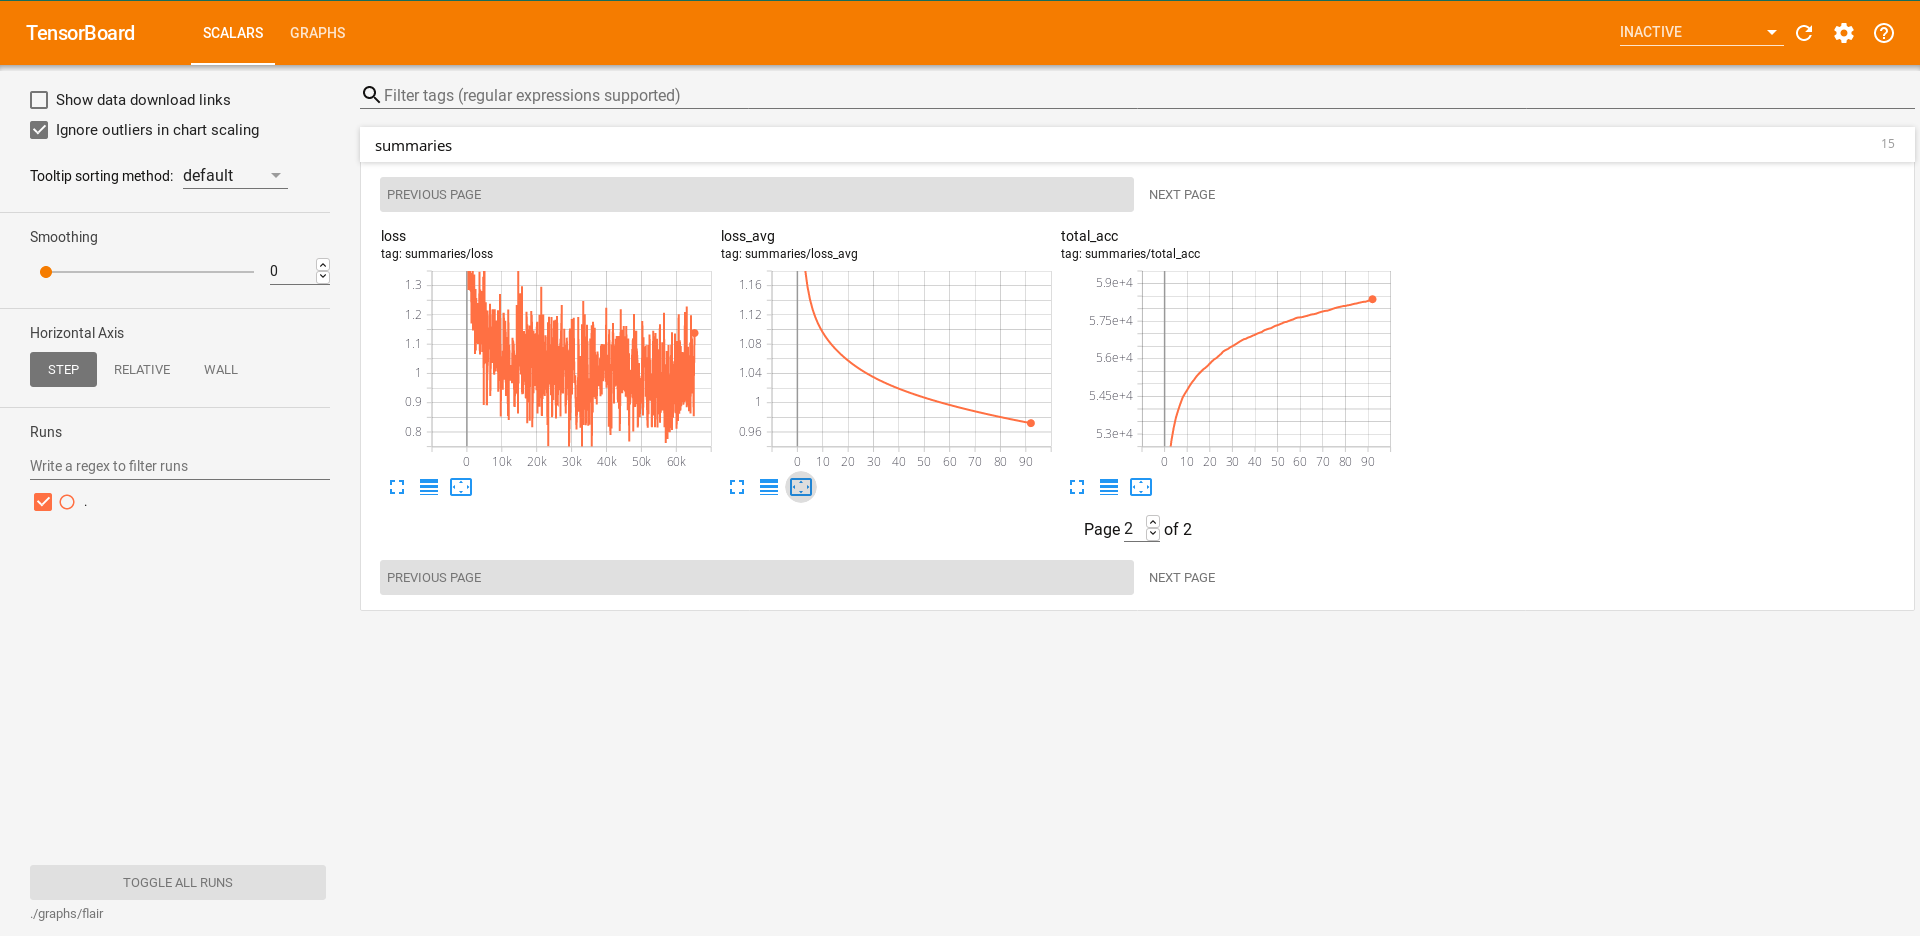 TensorBoard SCALARS GRAPHS INACTIVE
Show data download links
Ignore outliers in chart scaling
Tooltip sorting method: default
Smoothing
0
Horizontal Axis
STEP RELATIVE WALL
Runs
Write a regex to filter runs
.
TOGGLE ALL RUNS
./graphs/flair
Filter tags (regular expressions supported)
summaries 15
PREVIOUS PAGE NEXT PAGE
loss
tag: summaries/loss
1.3
1.2
1.1
1
0.9
0.8
0 10k 20k 30k 40k 50k 60k
loss_avg
tag: summaries/loss_avg
1.16
1.12
1.08
1.04
1
0.96
0 10 20 30 40 50 60 70 80 90
total_acc
tag: summaries/total_acc
5.9e+4
5.75e+4
5.6e+4
5.45e+4
5.3e+4
0 10 20 30 40 50 60 70 80 90
Page 2 of 2
PREVIOUS PAGE NEXT PAGE